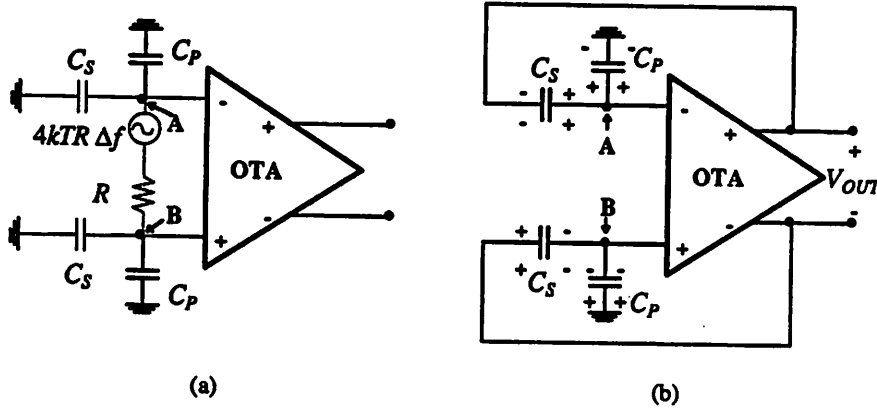 C_P
C_S
A
4kTR Δf
R
B
C_S
C_P
-
+
OTA
-
+
(a)
- - C_P
C_S
+ +
- +
- +
A
-
+
OTA
+
V_OUT
-
B
+ -
+ -
C_S
- -
+ + C_P
-
+
(b)